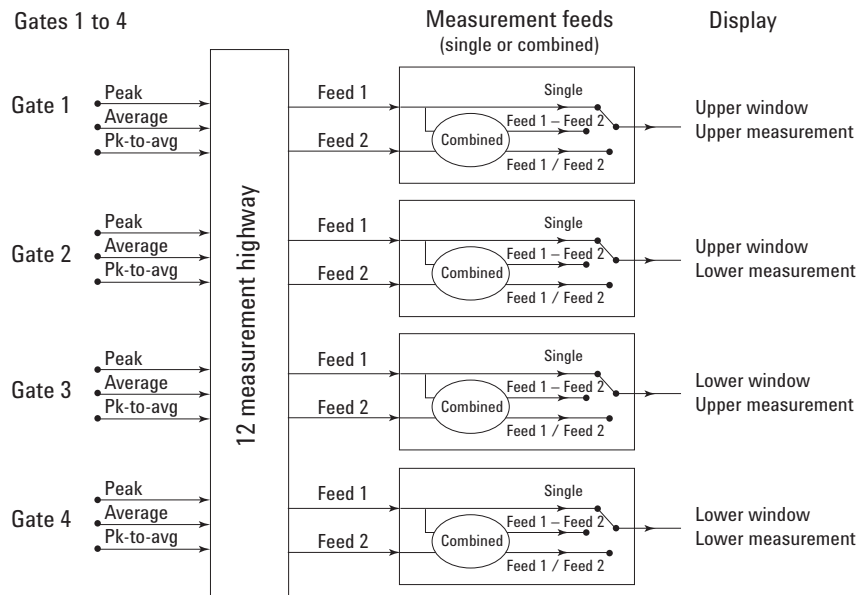 Gates 1 to 4
Measurement feeds
(single or combined)
Display
12 measurement highway
Gate 1
Peak
Average
Pk-to-avg
Feed 1
Feed 2
Single
Feed 1 – Feed 2
Combined
Feed 1 / Feed 2
Upper window
Upper measurement
Gate 2
Peak
Average
Pk-to-avg
Feed 1
Feed 2
Single
Feed 1 – Feed 2
Combined
Feed 1 / Feed 2
Upper window
Lower measurement
Gate 3
Peak
Average
Pk-to-avg
Feed 1
Feed 2
Single
Feed 1 – Feed 2
Combined
Feed 1 / Feed 2
Lower window
Upper measurement
Gate 4
Peak
Average
Pk-to-avg
Feed 1
Feed 2
Single
Feed 1 – Feed 2
Combined
Feed 1 / Feed 2
Lower window
Lower measurement